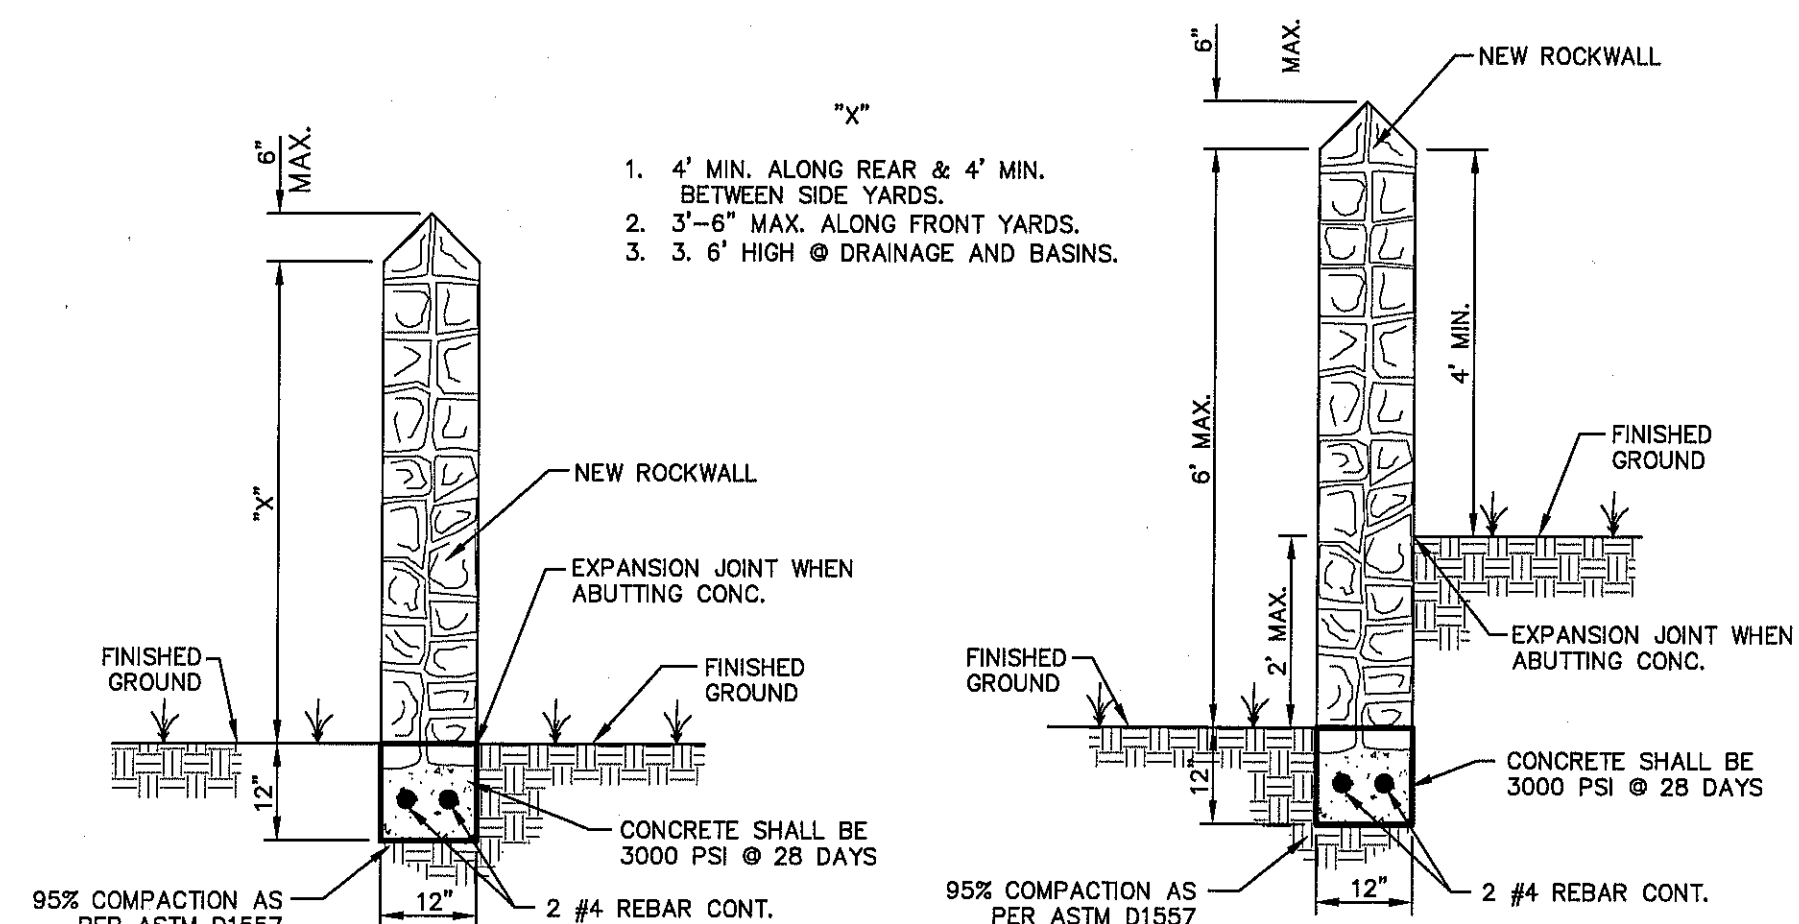 6"
MAX.
"X"
1. 4' MIN. ALONG REAR & 4' MIN.
BETWEEN SIDE YARDS.
2. 3'-6" MAX. ALONG FRONT YARDS.
3. 3. 6' HIGH @ DRAINAGE AND BASINS.
"X"
NEW ROCKWALL
EXPANSION JOINT WHEN
ABUTTING CONC.
FINISHED
GROUND
FINISHED
GROUND
12"
CONCRETE SHALL BE
3000 PSI @ 28 DAYS
95% COMPACTION AS
PER ASTM D1557
12"
2 #4 REBAR CONT.
6"
MAX.
NEW ROCKWALL
6' MAX.
4' MIN.
FINISHED
GROUND
2' MAX.
EXPANSION JOINT WHEN
ABUTTING CONC.
FINISHED
GROUND
12"
CONCRETE SHALL BE
3000 PSI @ 28 DAYS
95% COMPACTION AS
PER ASTM D1557
12"
2 #4 REBAR CONT.